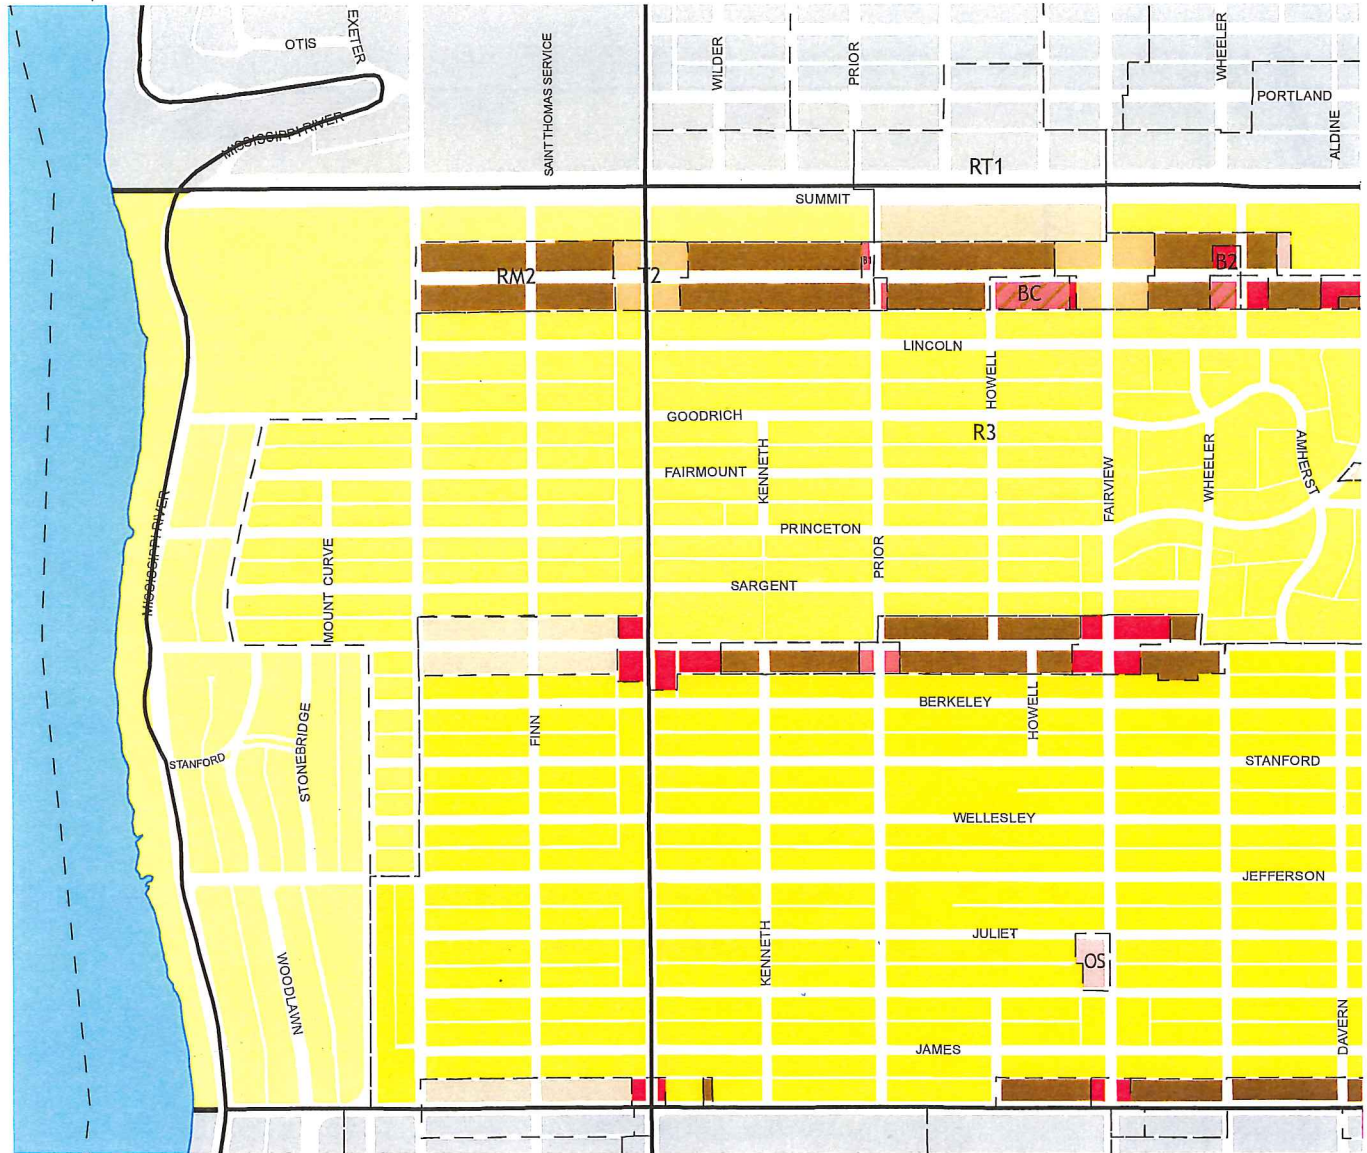 EXETER
OTIS
SAINT THOMAS SERVICE
WILDER
PRIOR
WHEELER
PORTLAND
ALDINE
MISSISSIPPI RIVER
RT1
SUMMIT
RM2
T2
B1
B2
BC
LINCOLN
HOWELL
GOODRICH
R3
KENNETH
FAIRMOUNT
FAIRVIEW
WHEELER
AMHERST
MISSISSIPPI RIVER
PRINCETON
MOUNT CURVE
PRIOR
SARGENT
BERKELEY
HOWELL
FINN
STONEBRIDGE
STANFORD
STANFORD
WELLESLEY
JEFFERSON
JULIET
KENNETH
OS
WOODLAWN
DAVERN
JAMES